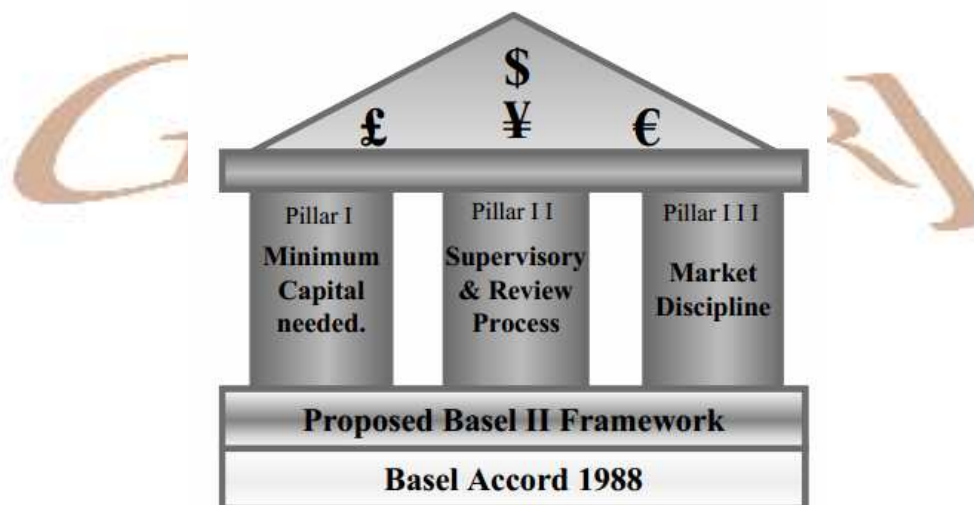 $
£ ¥ €
Pillar I
Minimum
Capital
needed.
Pillar I I
Supervisory
& Review
Process
Pillar I I I
Market
Discipline
Proposed Basel II Framework
Basel Accord 1988